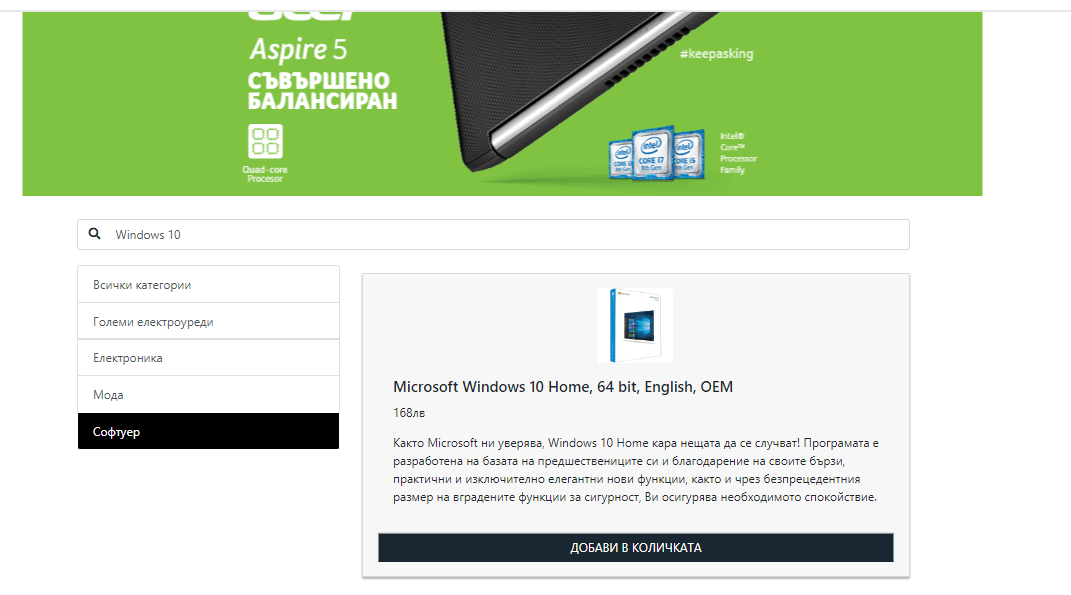 acer
Aspire 5
СЪВЪРШЕНО
БАЛАНСИРАН
Quad-core
Procesor
#keepasking
intel
CORE i7
8th Gen
intel
8th Gen
intel
CORE i5
8th Gen
Intel®
Core™
Processor
Family
Windows 10
Всички категории
Големи електроуреди
Електроника
Мода
Софтуер
Microsoft Windows 10 Home, 64 bit, English, OEM
168лв
Както Microsoft ни уверява, Windows 10 Home кара нещата да се случват! Програмата е
разработена на базата на предшествениците си и благодарение на своите бързи,
практични и изключително елегантни нови функции, както и чрез безпрецедентния
размер на вградените функции за сигурност, Ви осигурява необходимото спокойствие.
ДОБАВИ В КОЛИЧКАТА